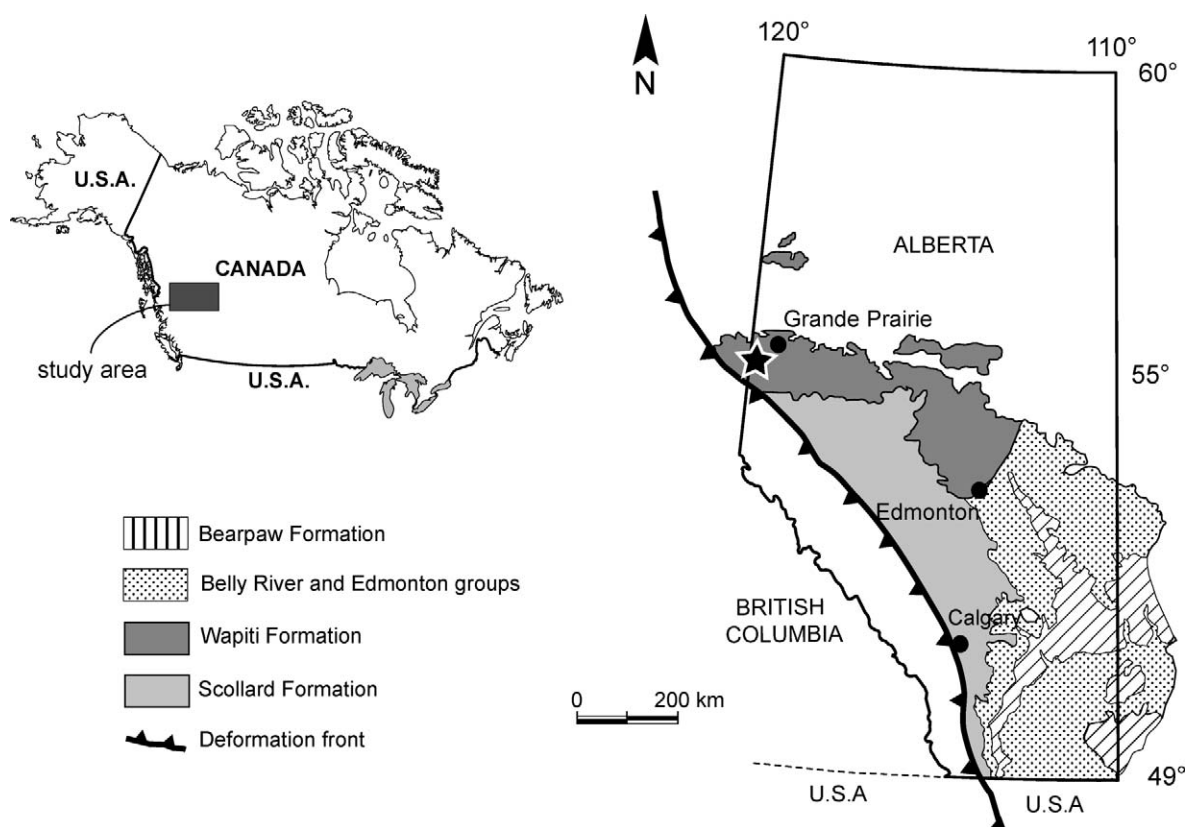 U.S.A.
CANADA
study area
U.S.A.
Bearpaw Formation
Belly River and Edmonton groups
Wapiti Formation
Scollard Formation
Deformation front
N
120°
110°
60°
ALBERTA
Grande Prairie
55°
Edmonton
BRITISH
COLUMBIA
Calgary
0 200 km
49°
U.S.A
U.S.A